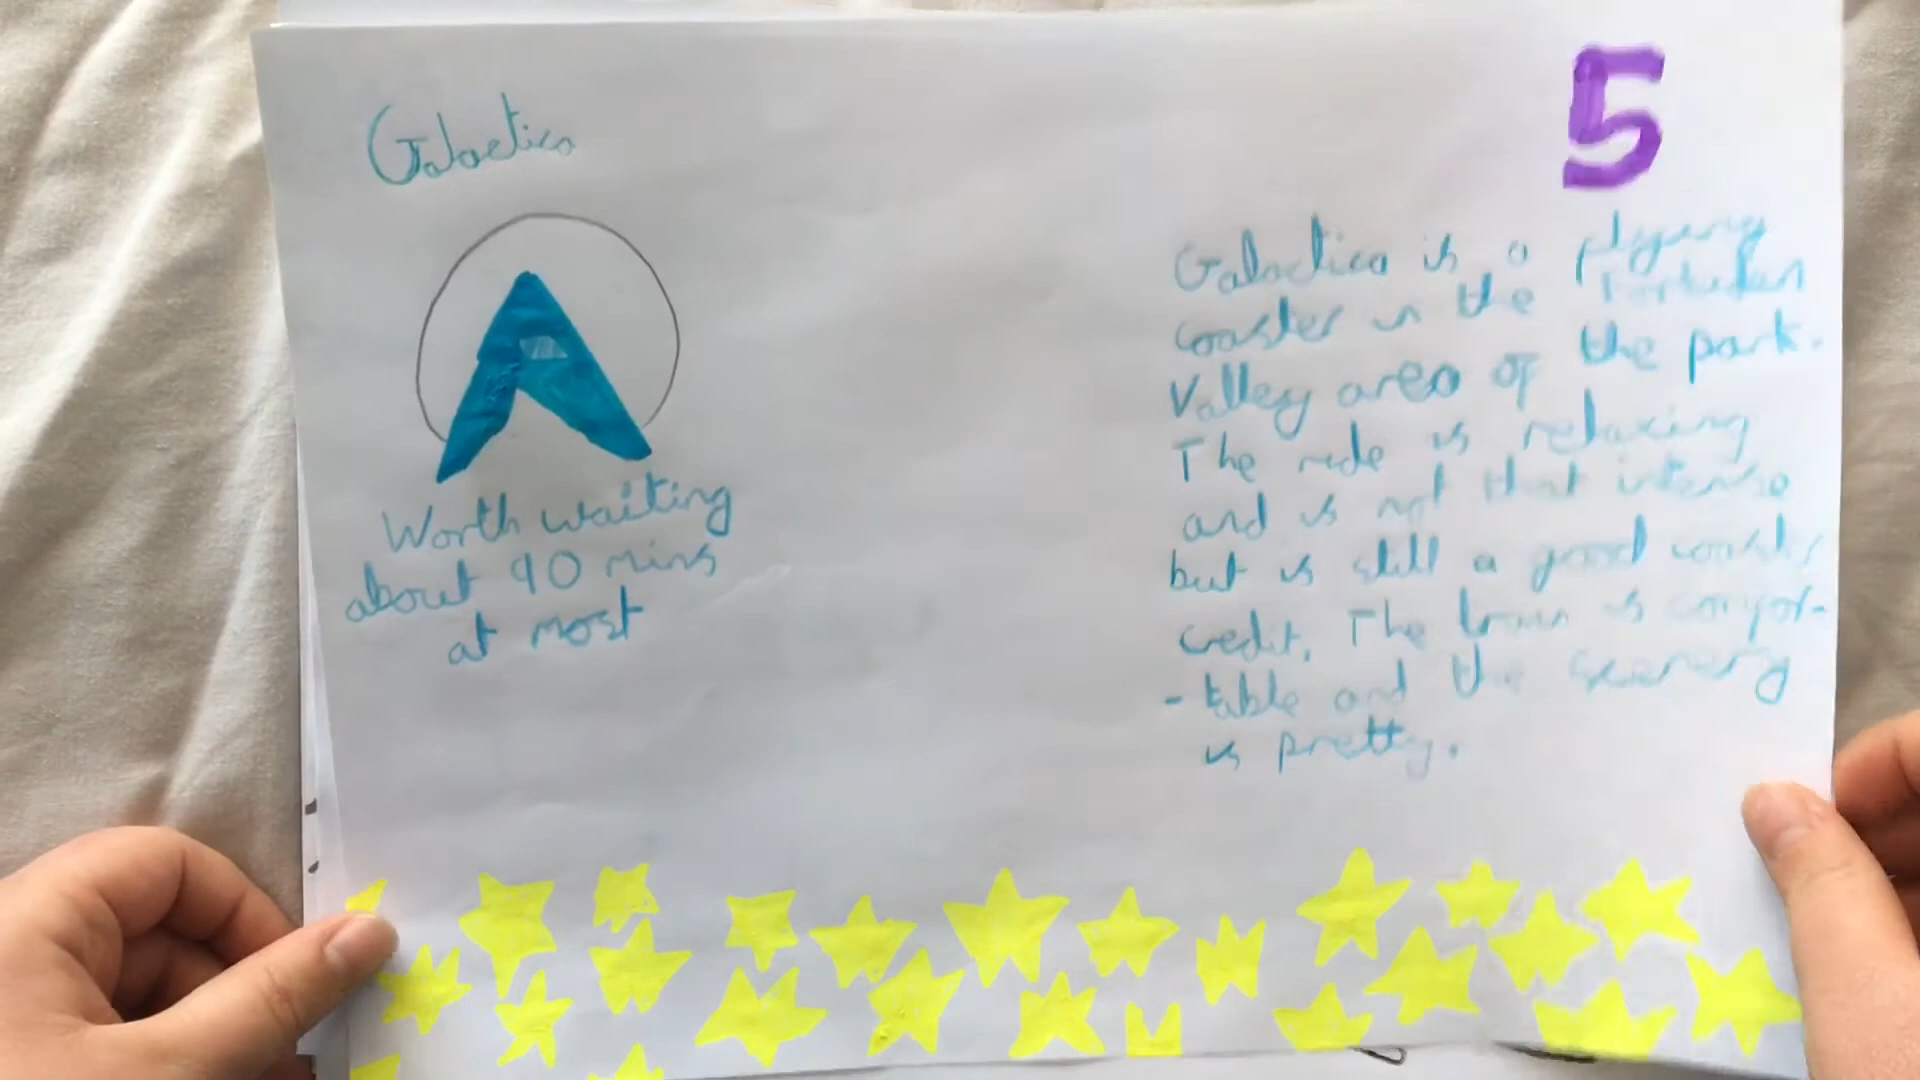 Galactica
5
Worth waiting
about 90 mins
at most
Galactica is a flying
coaster in the Forbidden
Valley area of the park.
The ride is relaxing
and is not that intense
but is still a good coaster
credit. The train is comfor-
-table and the scenery
is pretty.